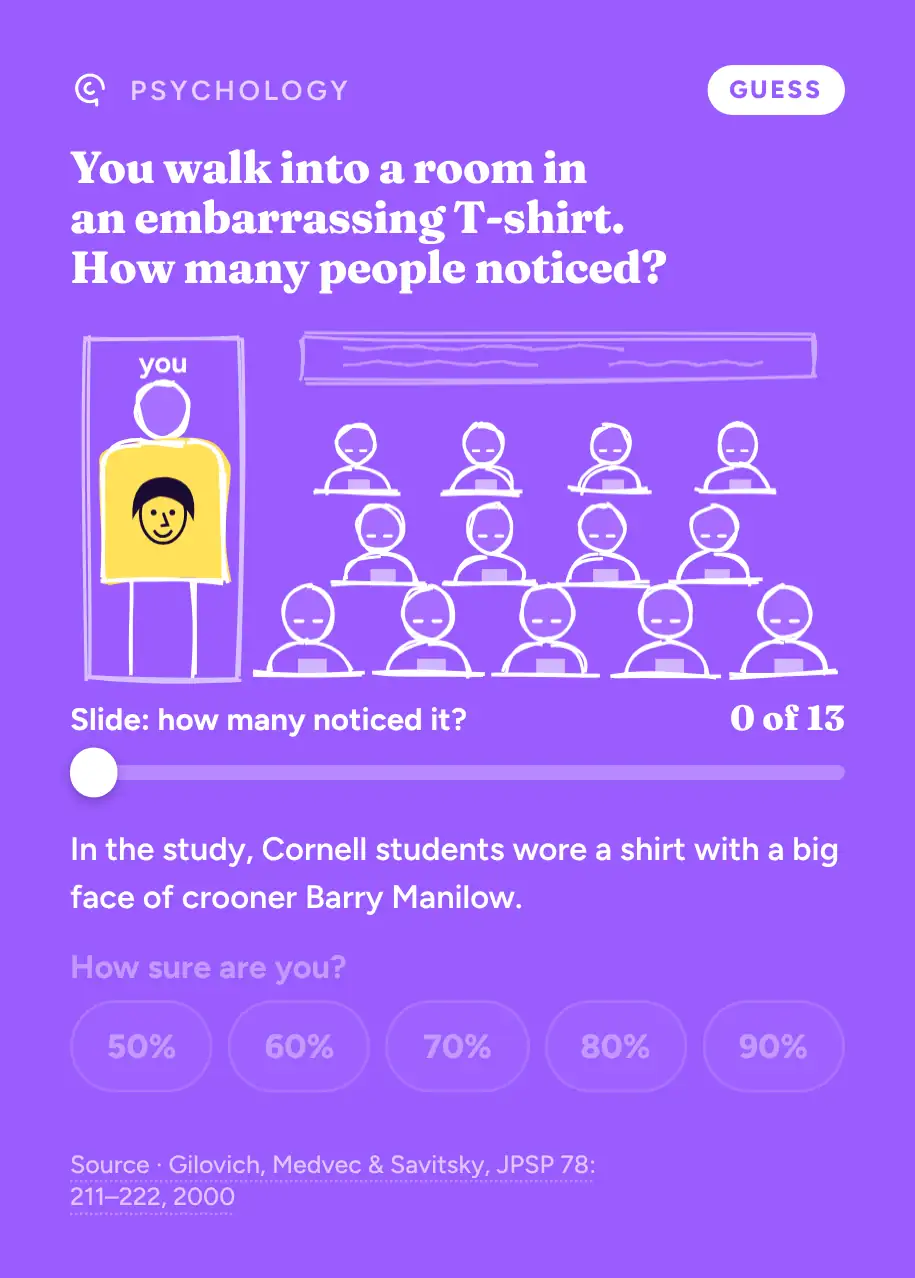 PSYCHOLOGY
GUESS
You walk into a room in
an embarrassing T-shirt.
How many people noticed?
you
Slide: how many noticed it?
0 of 13
In the study, Cornell students wore a shirt with a big
face of crooner Barry Manilow.
How sure are you?
50%
60%
70%
80%
90%
Source · Gilovich, Medvec & Savitsky, JPSP 78:
211–222, 2000